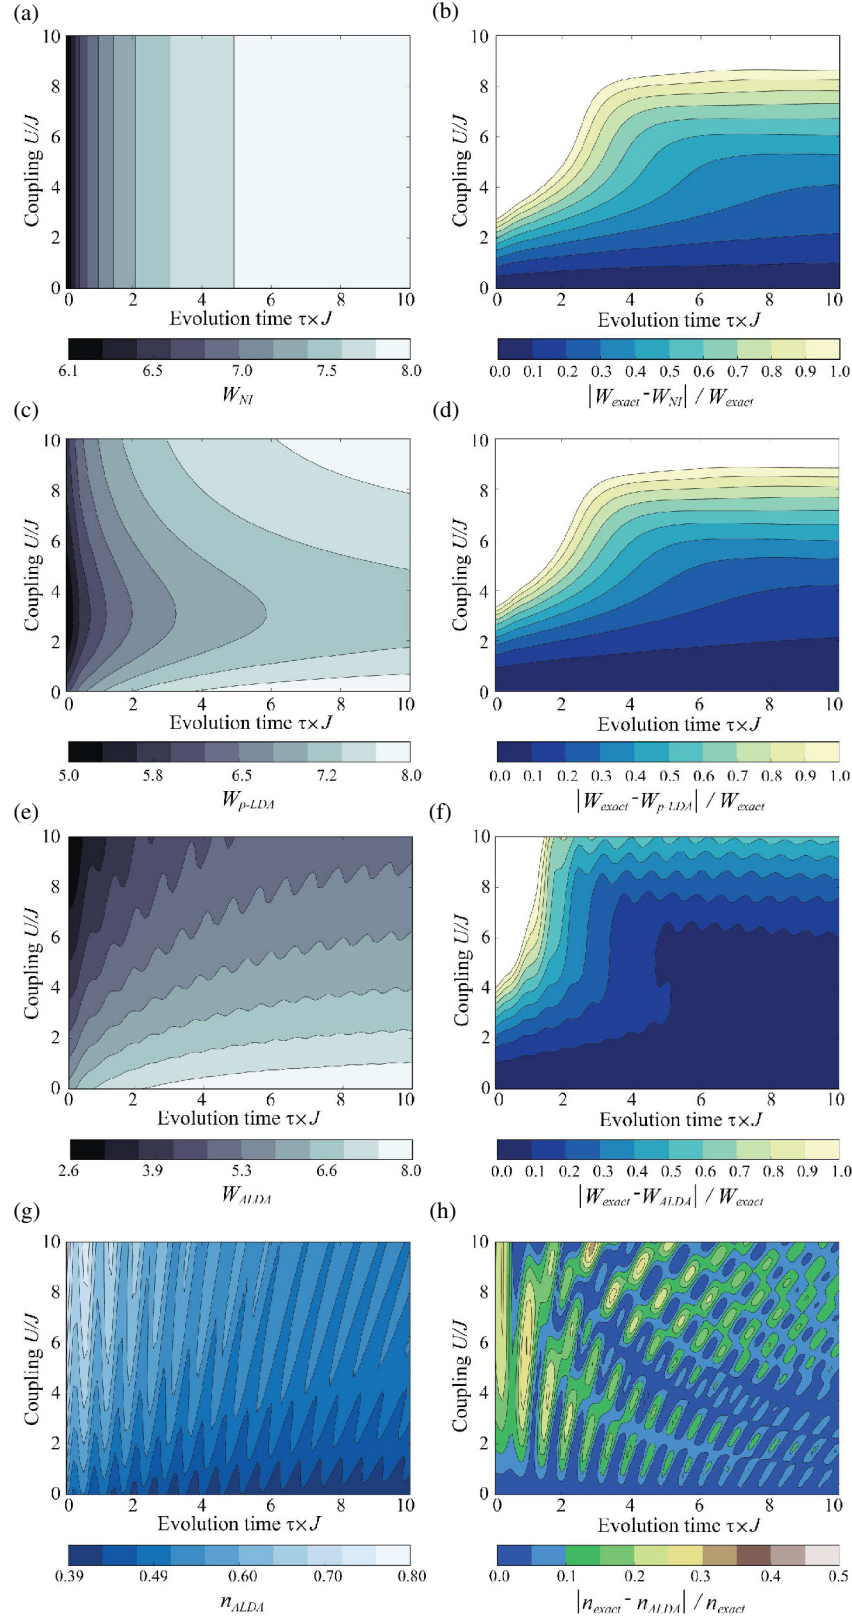 (a) (b)
10 10
8 8
6 6
4 4
2 2
0 0
Coupling U/J Coupling U/J
0 2 4 6 8 10 0 2 4 6 8 10
Evolution time τ×J Evolution time τ×J
6.1 6.5 7.0 7.5 8.0 0.0 0.1 0.2 0.3 0.4 0.5 0.6 0.7 0.8 0.9 1.0
W_NI |W_exact - W_NI| / W_exact
(c) (d)
10 10
8 8
6 6
4 4
2 2
0 0
Coupling U/J Coupling U/J
0 2 4 6 8 10 0 2 4 6 8 10
Evolution time τ×J Evolution time τ×J
5.0 5.8 6.5 7.2 8.0 0.0 0.1 0.2 0.3 0.4 0.5 0.6 0.7 0.8 0.9 1.0
W_p-LDA |W_exact - W_p-LDA| / W_exact
(e) (f)
10 10
8 8
6 6
4 4
2 2
0 0
Coupling U/J Coupling U/J
0 2 4 6 8 10 0 2 4 6 8 10
Evolution time τ×J Evolution time τ×J
2.6 3.9 5.3 6.6 8.0 0.0 0.1 0.2 0.3 0.4 0.5 0.6 0.7 0.8 0.9 1.0
W_ALDA |W_exact - W_ALDA| / W_exact
(g) (h)
10 10
8 8
6 6
4 4
2 2
0 0
Coupling U/J Coupling U/J
0 2 4 6 8 10 0 2 4 6 8 10
Evolution time τ×J Evolution time τ×J
0.39 0.49 0.60 0.70 0.80 0.0 0.1 0.2 0.3 0.4 0.5
n_ALDA |n_exact - n_ALDA| / n_exact